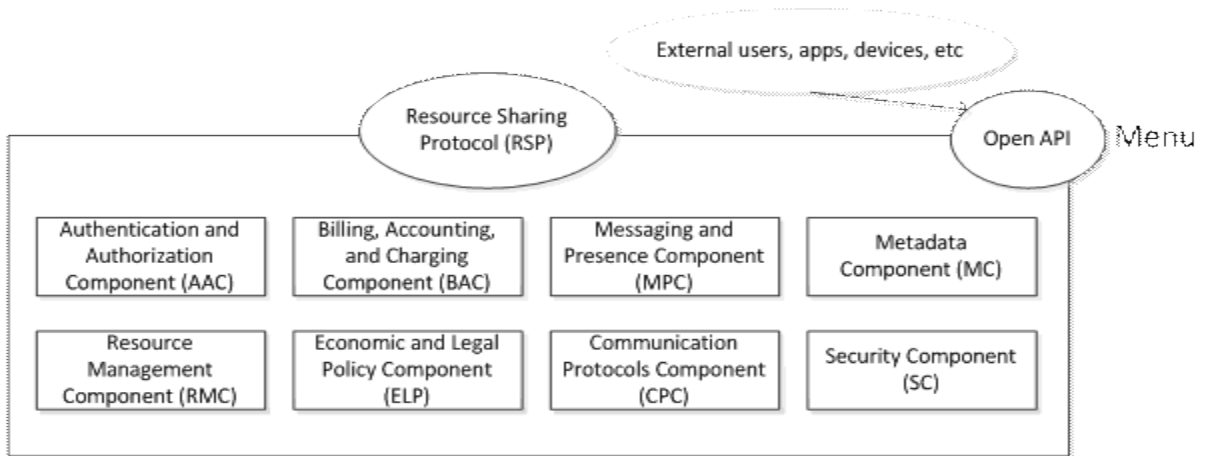 External users, apps, devices, etc
Resource Sharing
Protocol (RSP)
Open API
Menu
Authentication and
Authorization
Component (AAC)
Billing, Accounting,
and Charging
Component (BAC)
Messaging and
Presence Component
(MPC)
Metadata
Component (MC)
Resource
Management
Component (RMC)
Economic and Legal
Policy Component
(ELP)
Communication
Protocols Component
(CPC)
Security Component
(SC)